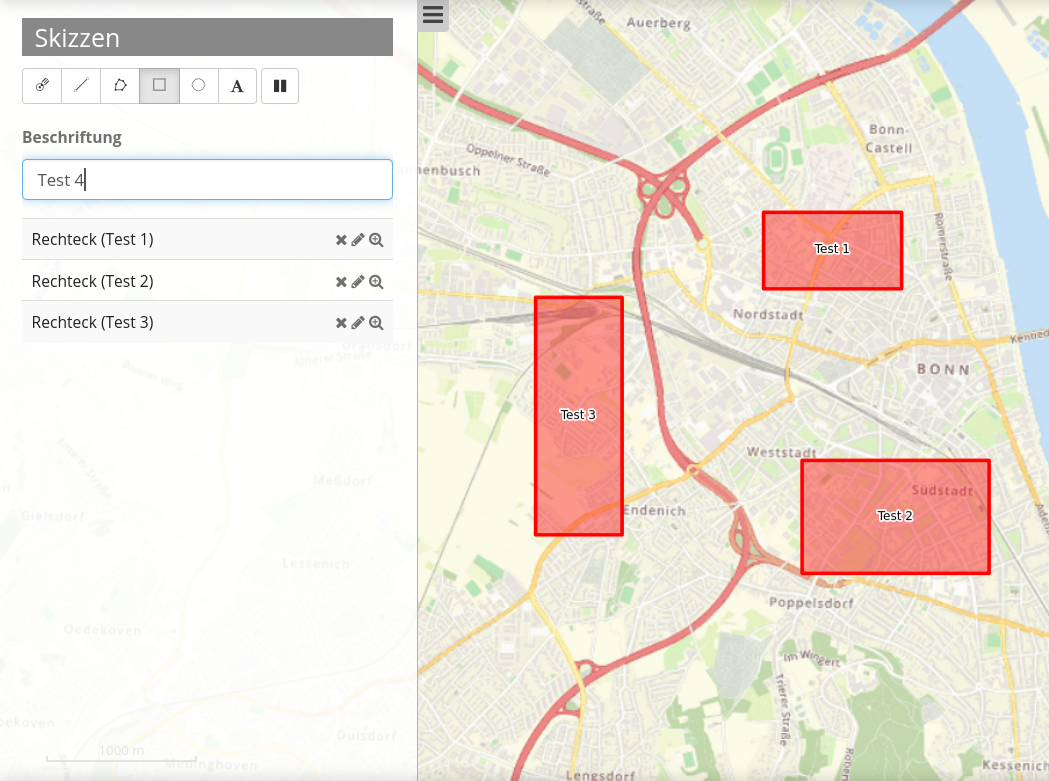 Skizzen
A
Beschriftung
Test 4
Rechteck (Test 1)
Rechteck (Test 2)
Rechteck (Test 3)
Meßdorf
Gielsdorf
Lessenich
Oedekoven
Duisdorf
Medinghoven
1000 m
Auerberg
Bonn-
Castell
Oppelner Straße
enbusch
Römerstraße
Test 1
Nordstadt
Kenned
BONN
Test 3
Weststadt
Südstadt
Endenich
Test 2
Poppelsdorf
Im Wingert
Trierer Straße
Kessenich
Lengsdorf